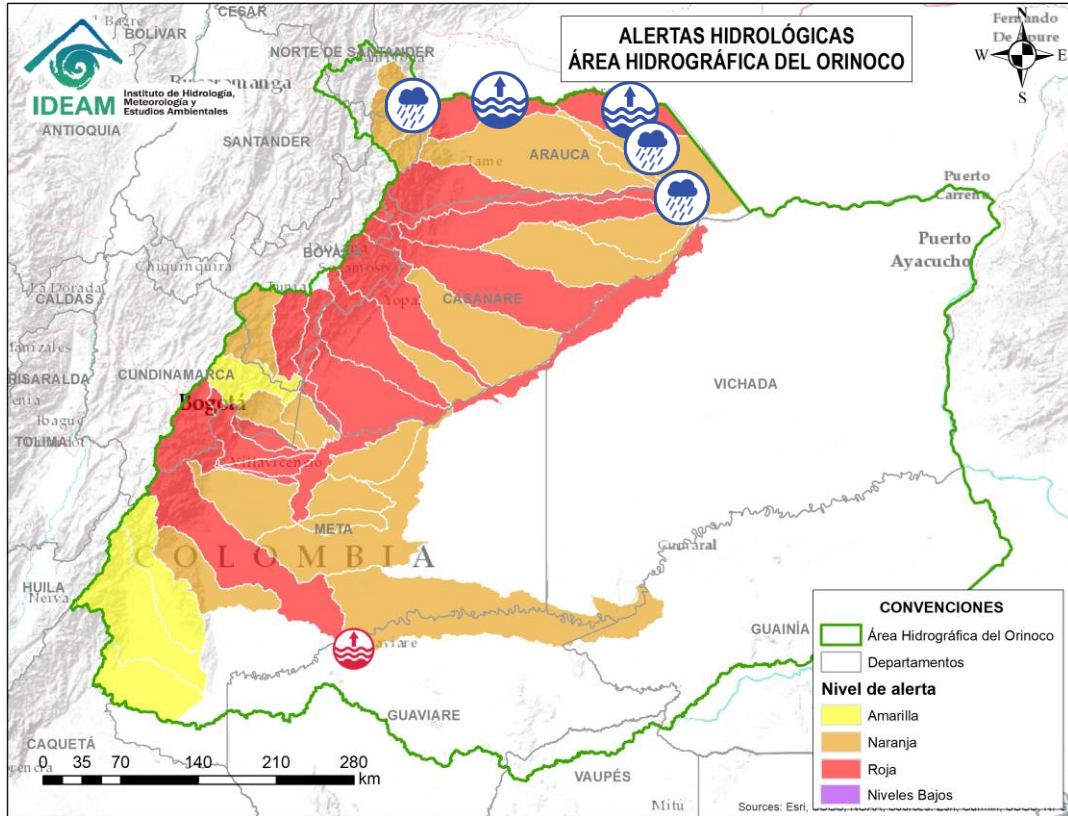 ALERTAS HIDROLÓGICAS
ÁREA HIDROGRÁFICA DEL ORINOCO
N
W E
S
IDEAM
Instituto de Hidrología,
Meteorología y
Estudios Ambientales
CESAR
BOLÍVAR
NORTE DE SANTANDER
Fernando
ANTIOQUIA
SANTANDER
ARAUCA
Tame
Puerto
Carreño
Puerto
Ayacucho
BOYACÁ
Chiquinquira
Tunja
La Dorada
CALDAS
Yopal
CASANARE
RISARALDA
CUNDINAMARCA
Bogotá
VICHADA
Ibagué
TOLIMA
Villavicencio
META
COLOMBIA
HUILA
Neiva
GUAINÍA
GUAVIARE
CAQUETÁ
VAUPÉS
Mitú
0 35 70 140 210 280
km
CONVENCIONES
Área Hidrográfica del Orinoco
Departamentos
Nivel de alerta
Amarilla
Naranja
Roja
Niveles Bajos